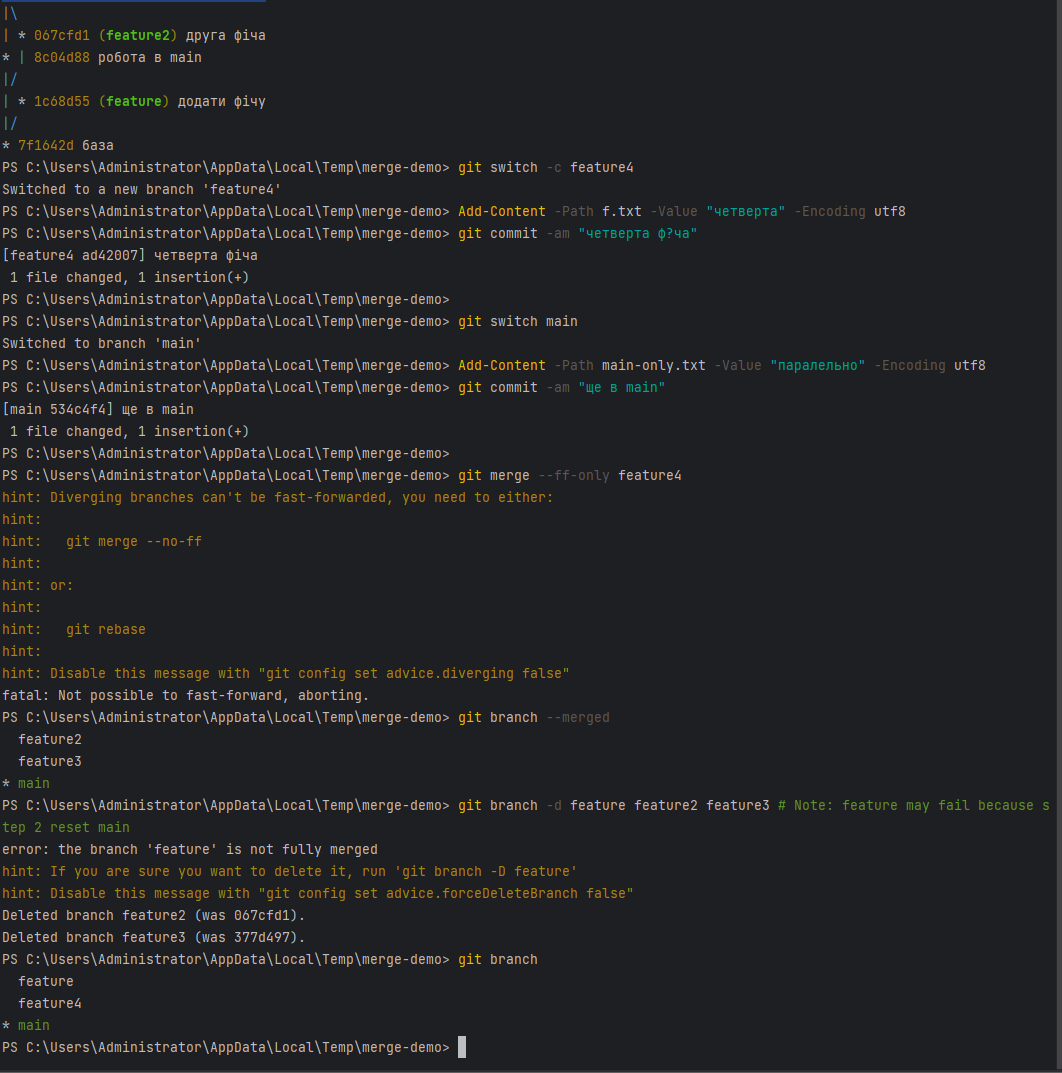 |\
| * 067cfd1 (feature2) друга фіча
* | 8c04d88 робота в main
|/
| * 1c68d55 (feature) додати фічу
|/
* 7f1642d база
PS C:\Users\Administrator\AppData\Local\Temp\merge-demo> git switch -c feature4
Switched to a new branch 'feature4'
PS C:\Users\Administrator\AppData\Local\Temp\merge-demo> Add-Content -Path f.txt -Value "четверта" -Encoding utf8
PS C:\Users\Administrator\AppData\Local\Temp\merge-demo> git commit -am "четверта ф?ча"
[feature4 ad42007] четверта фіча
 1 file changed, 1 insertion(+)
PS C:\Users\Administrator\AppData\Local\Temp\merge-demo>
PS C:\Users\Administrator\AppData\Local\Temp\merge-demo> git switch main
Switched to branch 'main'
PS C:\Users\Administrator\AppData\Local\Temp\merge-demo> Add-Content -Path main-only.txt -Value "паралельно" -Encoding utf8
PS C:\Users\Administrator\AppData\Local\Temp\merge-demo> git commit -am "ще в main"
[main 534c4f4] ще в main
 1 file changed, 1 insertion(+)
PS C:\Users\Administrator\AppData\Local\Temp\merge-demo>
PS C:\Users\Administrator\AppData\Local\Temp\merge-demo> git merge --ff-only feature4
hint: Diverging branches can't be fast-forwarded, you need to either:
hint:
hint:   git merge --no-ff
hint:
hint: or:
hint:
hint:   git rebase
hint:
hint: Disable this message with "git config set advice.diverging false"
fatal: Not possible to fast-forward, aborting.
PS C:\Users\Administrator\AppData\Local\Temp\merge-demo> git branch --merged
  feature2
  feature3
* main
PS C:\Users\Administrator\AppData\Local\Temp\merge-demo> git branch -d feature feature2 feature3 # Note: feature may fail because s
tep 2 reset main
error: the branch 'feature' is not fully merged
hint: If you are sure you want to delete it, run 'git branch -D feature'
hint: Disable this message with "git config set advice.forceDeleteBranch false"
Deleted branch feature2 (was 067cfd1).
Deleted branch feature3 (was 377d497).
PS C:\Users\Administrator\AppData\Local\Temp\merge-demo> git branch
  feature
  feature4
* main
PS C:\Users\Administrator\AppData\Local\Temp\merge-demo>